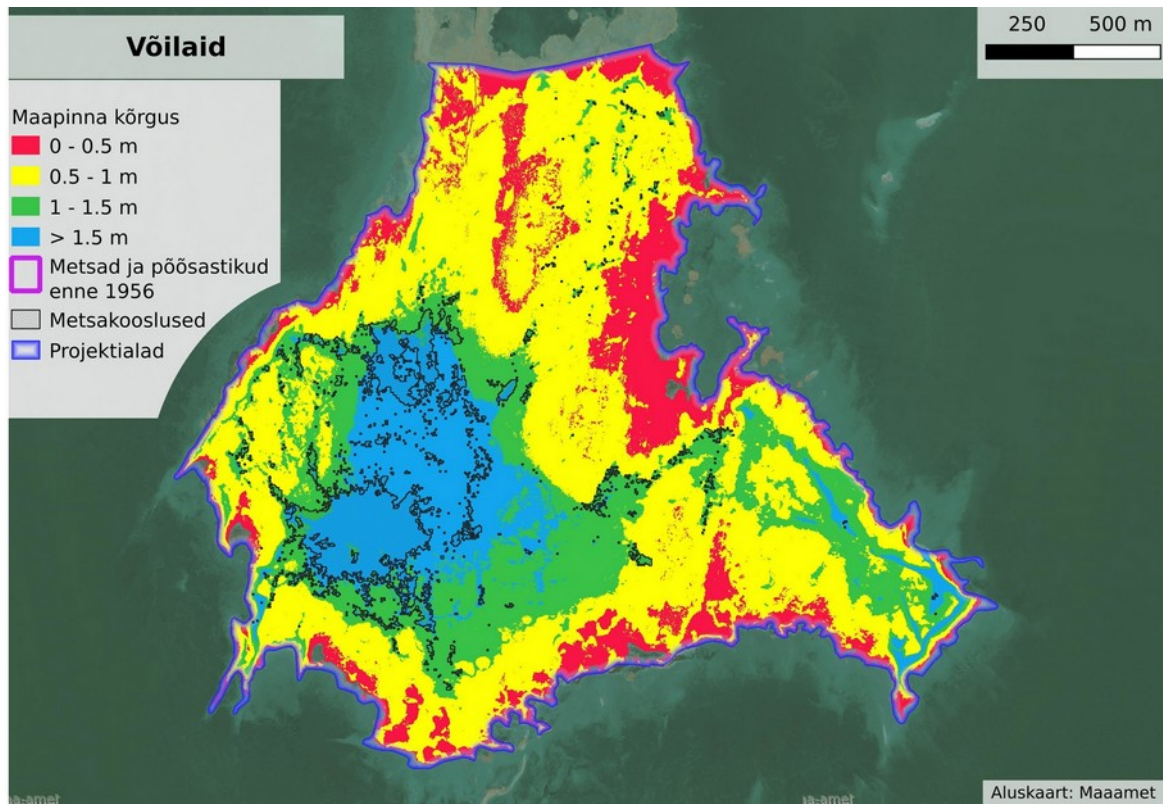 Võilaid
250 500 m
Maapinna kõrgus
0 - 0.5 m
0.5 - 1 m
1 - 1.5 m
> 1.5 m
Metsad ja põõsastikud
enne 1956
Metsakooslused
Projektialad
Aluskaart: Maaamet